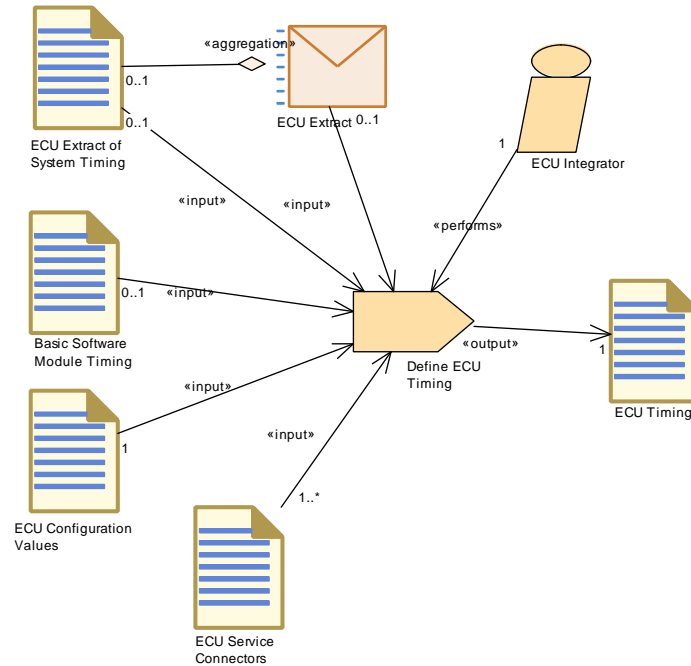 «aggregation»
0..1
ECU Extract
0..1
0..1
ECU Extract of
System Timing
1
ECU Integrator
«input»
«input»
«performs»
0..1
«input»
Basic Software
Module Timing
«output»
1
Define ECU
Timing
ECU Timing
«input»
1
«input»
ECU Configuration
Values
1..*
ECU Service
Connectors